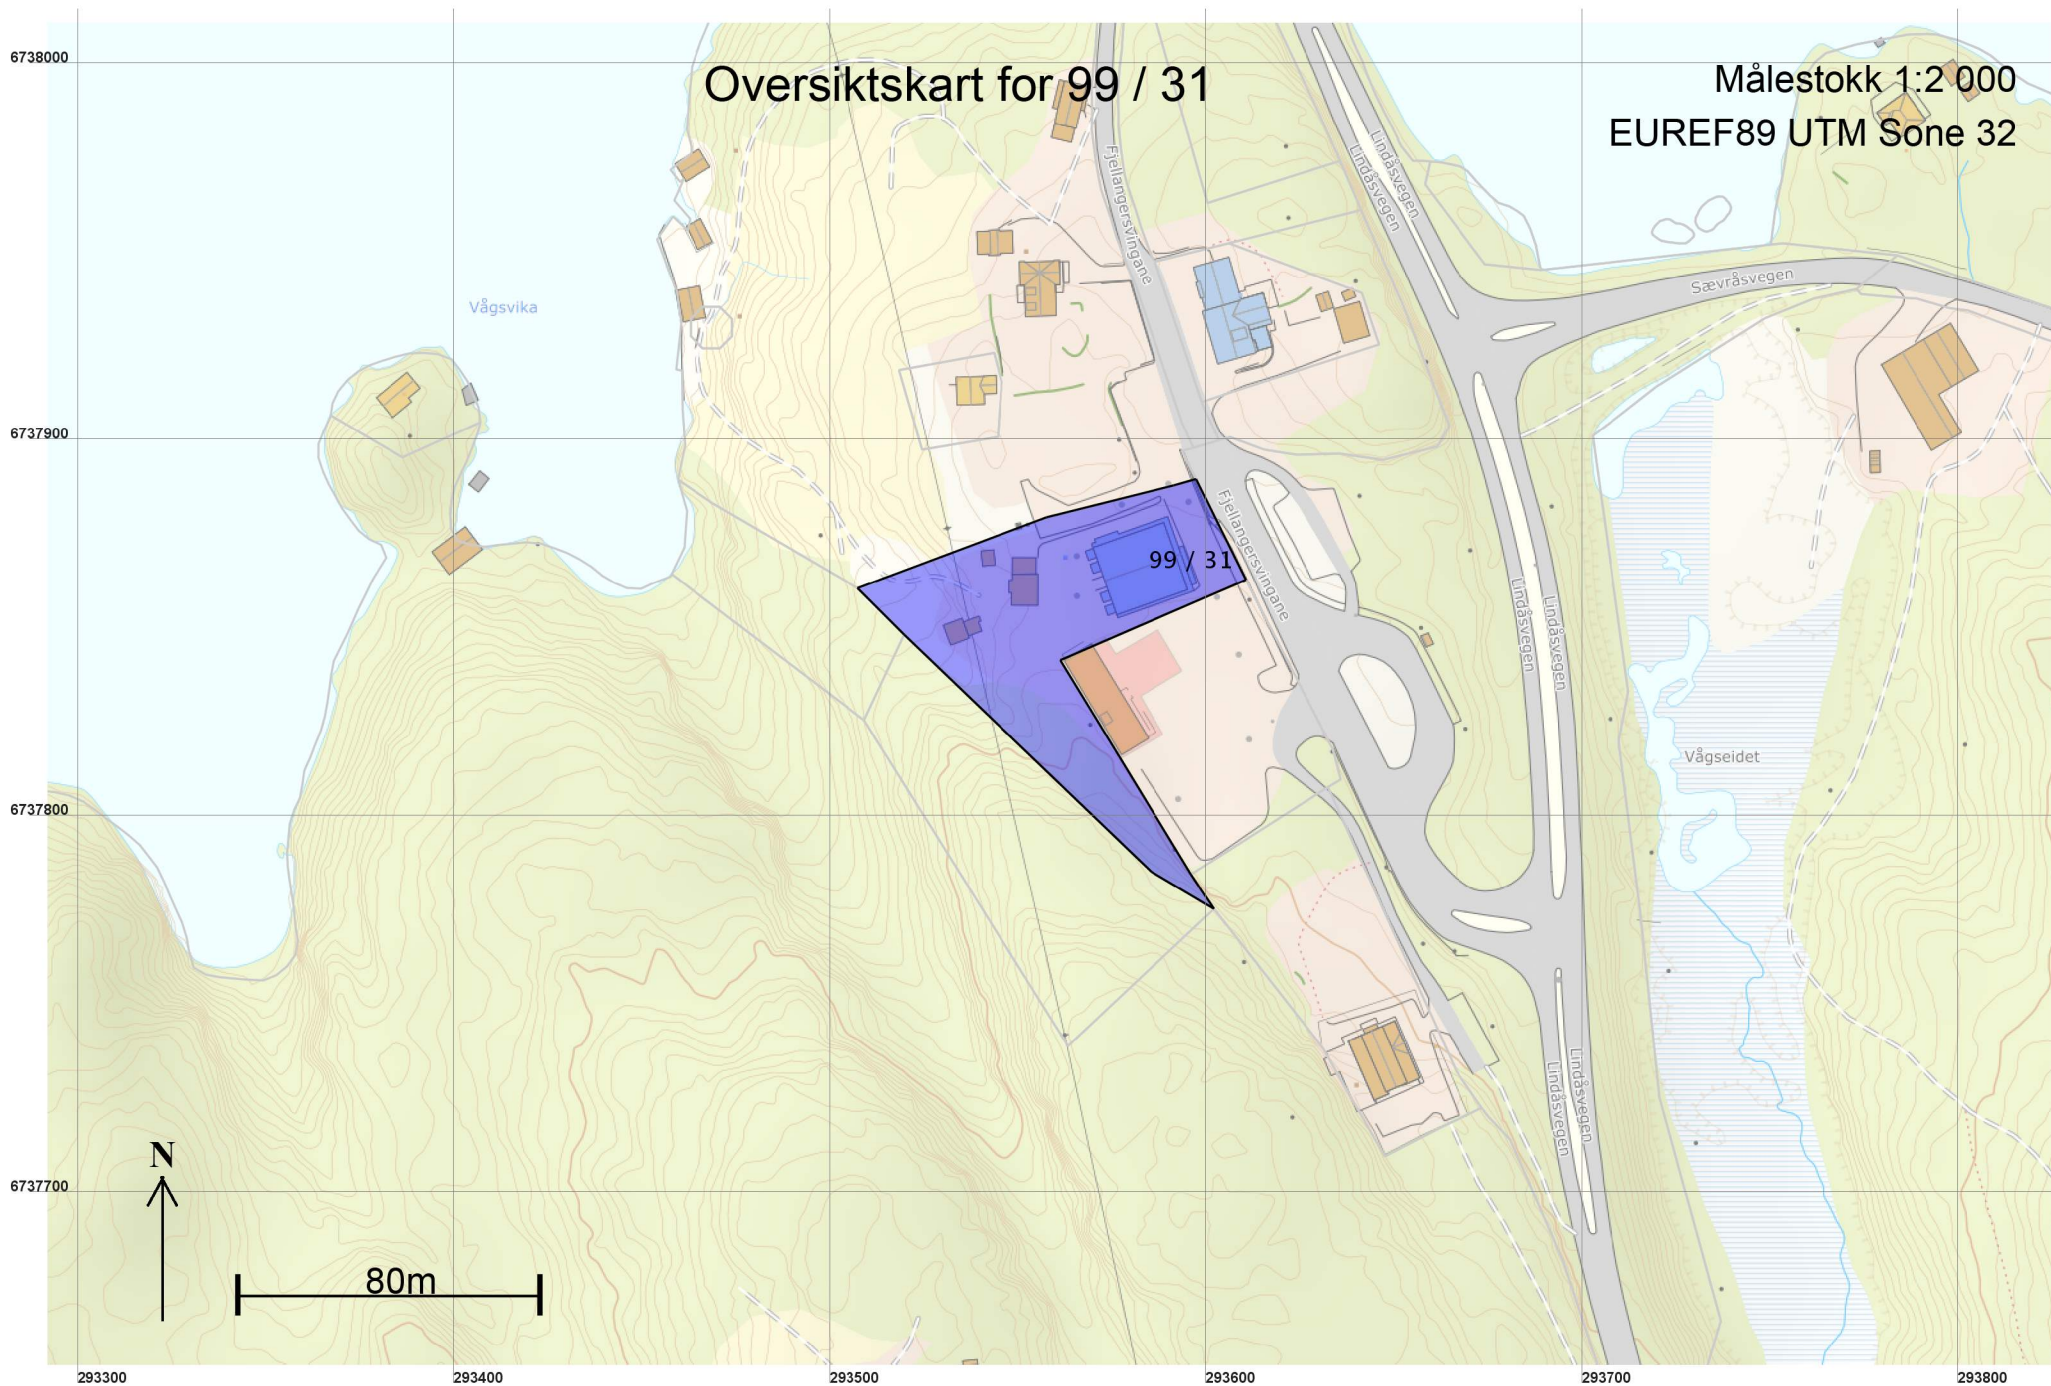 Oversiktskart for 99 / 31
Målestokk 1:2 000
EUREF89 UTM Sone 32
6738000
6737900
6737800
6737700
293300
293400
293500
293600
293700
293800
Fjellangersvingane
Lindåsvegen
Lindåsvegen
Sævråsvegen
Vågsvika
Fjellangersvingane
99 / 31
Lindåsvegen
Lindåsvegen
Vågseidet
Lindåsvegen
Lindåsvegen
N
80m